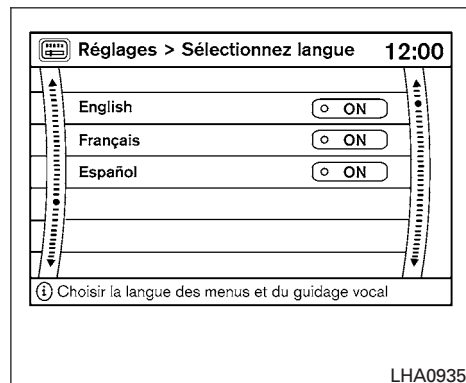 Réglages > Sélectionnez langue 12:00
English ON
Français ON
Español ON
i Choisir la langue des menus et du guidage vocal
LHA0935